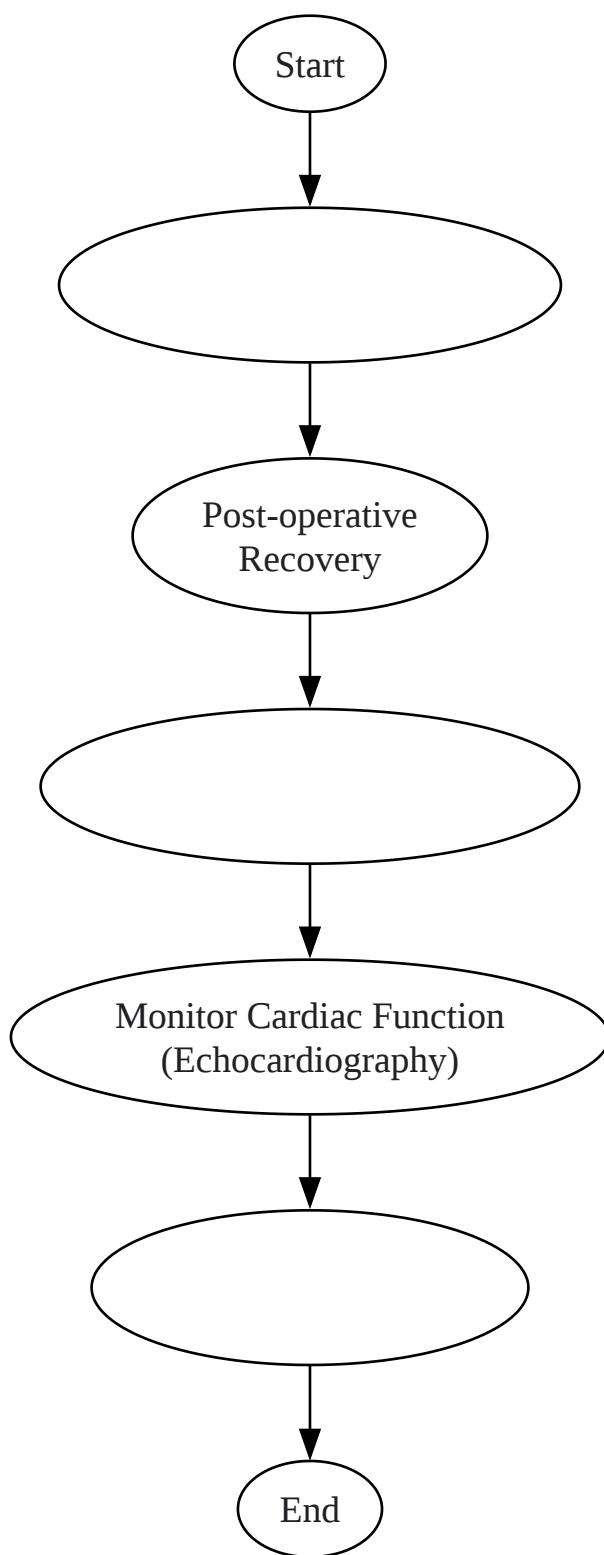 Start
Post-operative
Recovery
Monitor Cardiac Function
(Echocardiography)
End